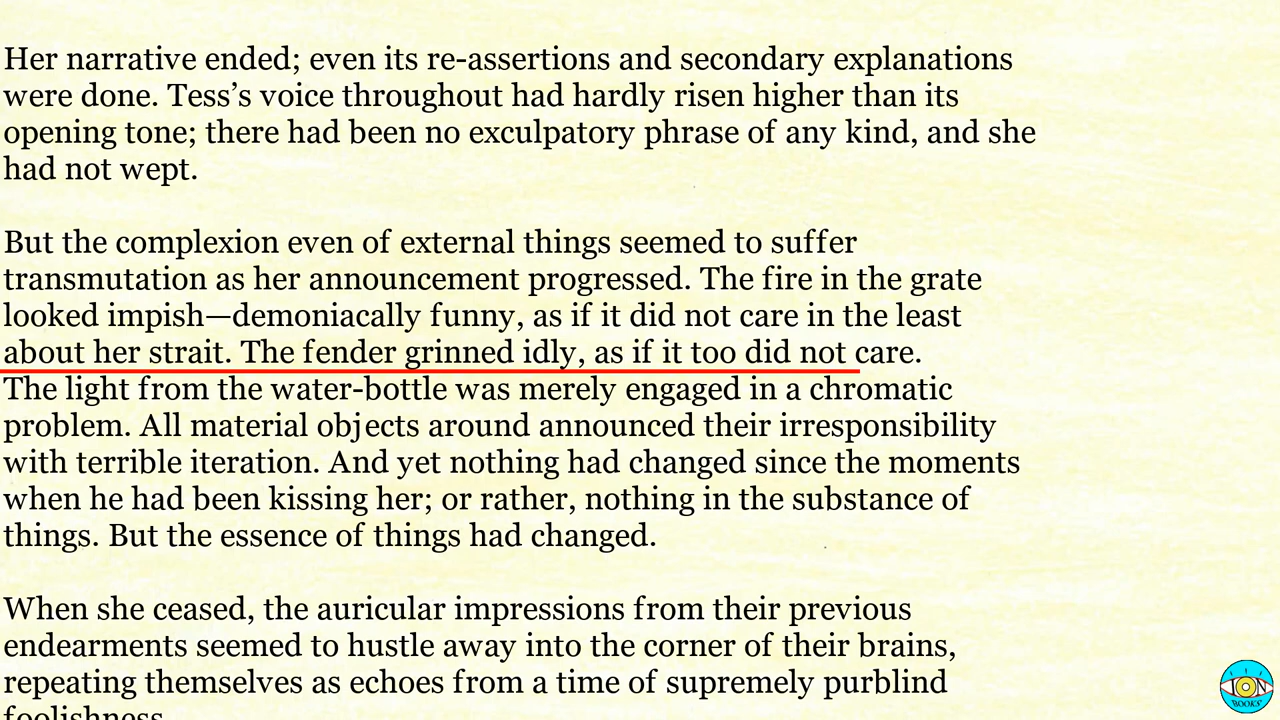 Her narrative ended; even its re-assertions and secondary explanations
were done. Tess’s voice throughout had hardly risen higher than its
opening tone; there had been no exculpatory phrase of any kind, and she
had not wept.
But the complexion even of external things seemed to suffer
transmutation as her announcement progressed. The fire in the grate
looked impish—demoniacally funny, as if it did not care in the least
about her strait. The fender grinned idly, as if it too did not care.
The light from the water-bottle was merely engaged in a chromatic
problem. All material objects around announced their irresponsibility
with terrible iteration. And yet nothing had changed since the moments
when he had been kissing her; or rather, nothing in the substance of
things. But the essence of things had changed.
When she ceased, the auricular impressions from their previous
endearments seemed to hustle away into the corner of their brains,
repeating themselves as echoes from a time of supremely purblind
foolishness.
ION
BOOKS